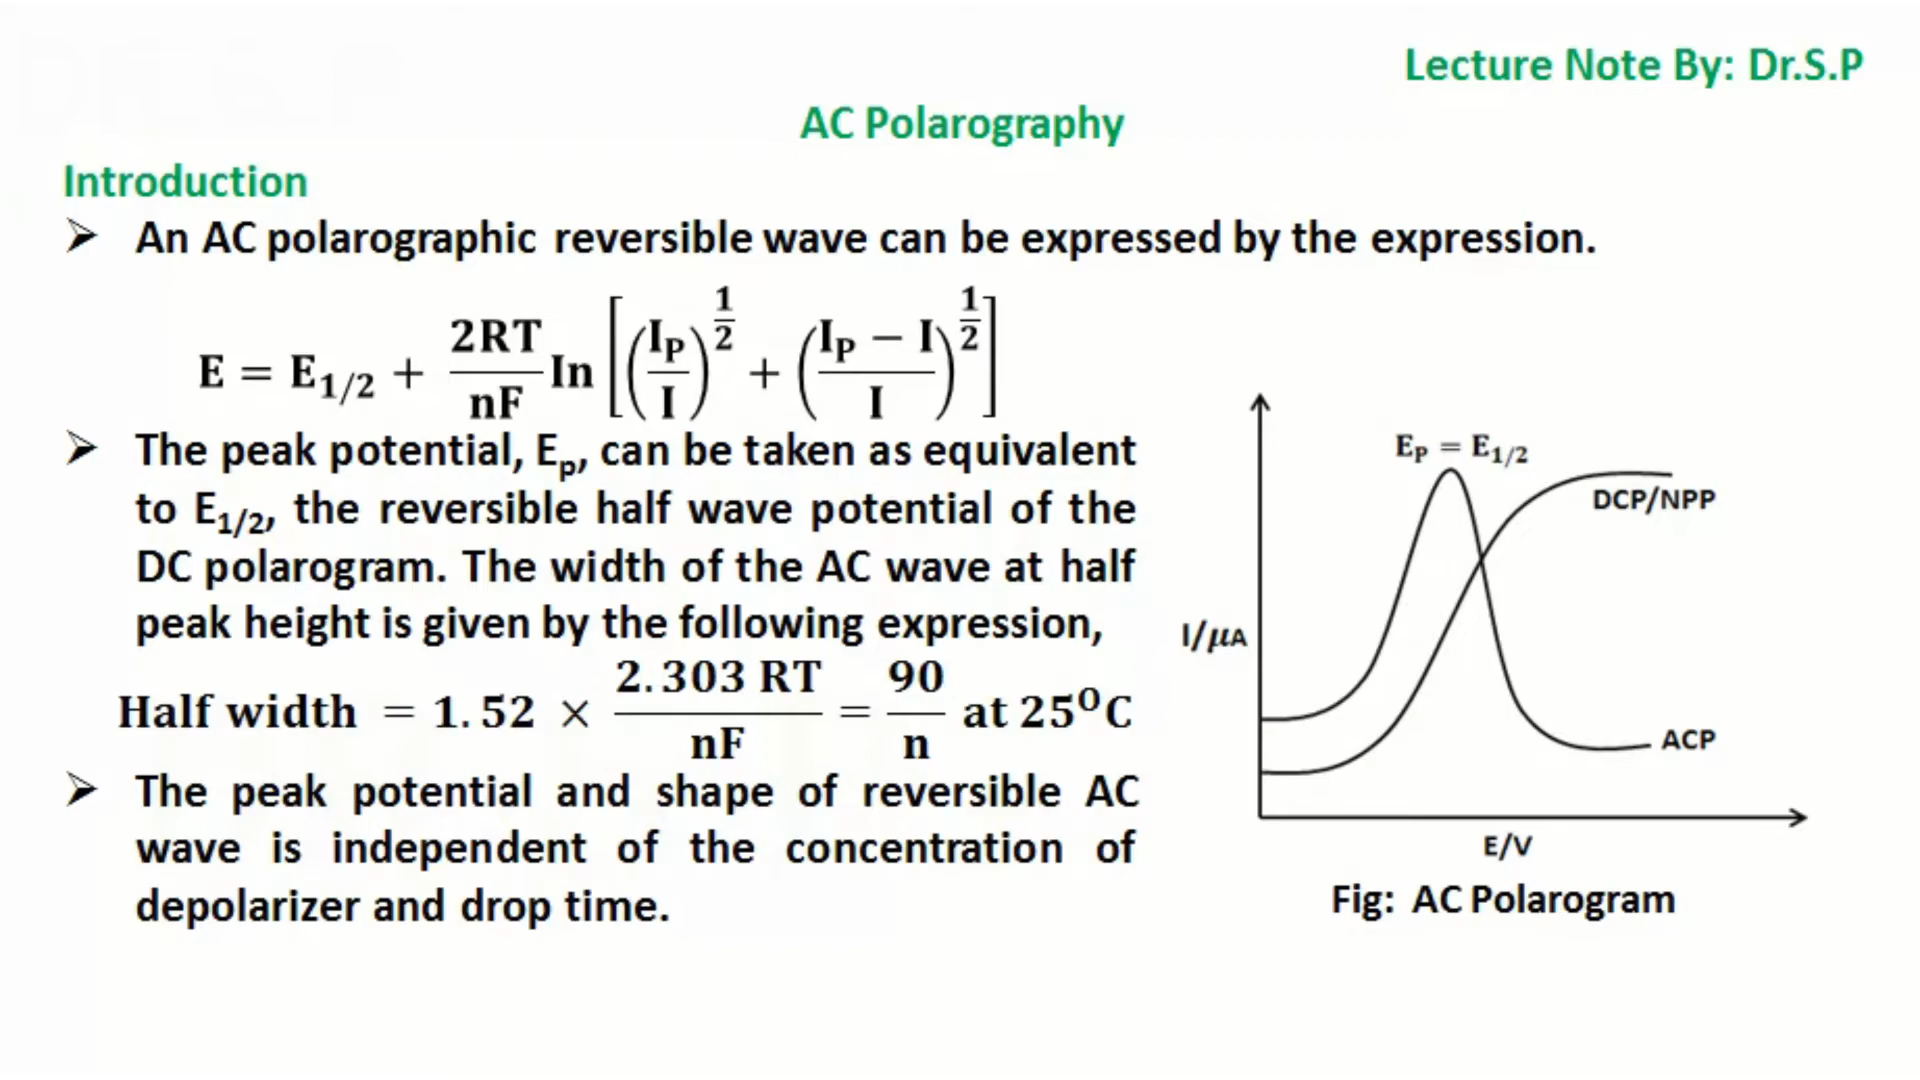 Lecture Note By: Dr.S.P
AC Polarography
Introduction
➤ An AC polarographic reversible wave can be expressed by the expression.
E = E₁/₂ + 2RT/nF In [(I_P/I)^(1/2) + ((I_P − I)/I)^(1/2)]
➤ The peak potential, Eₚ, can be taken as equivalent
to E₁/₂, the reversible half wave potential of the
DC polarogram. The width of the AC wave at half
peak height is given by the following expression,
Half width = 1.52 × 2.303 RT/nF = 90/n at 25⁰C
➤ The peak potential and shape of reversible AC
wave is independent of the concentration of
depolarizer and drop time.
E_P = E₁/₂
DCP/NPP
I/μA
ACP
E/V
Fig: AC Polarogram